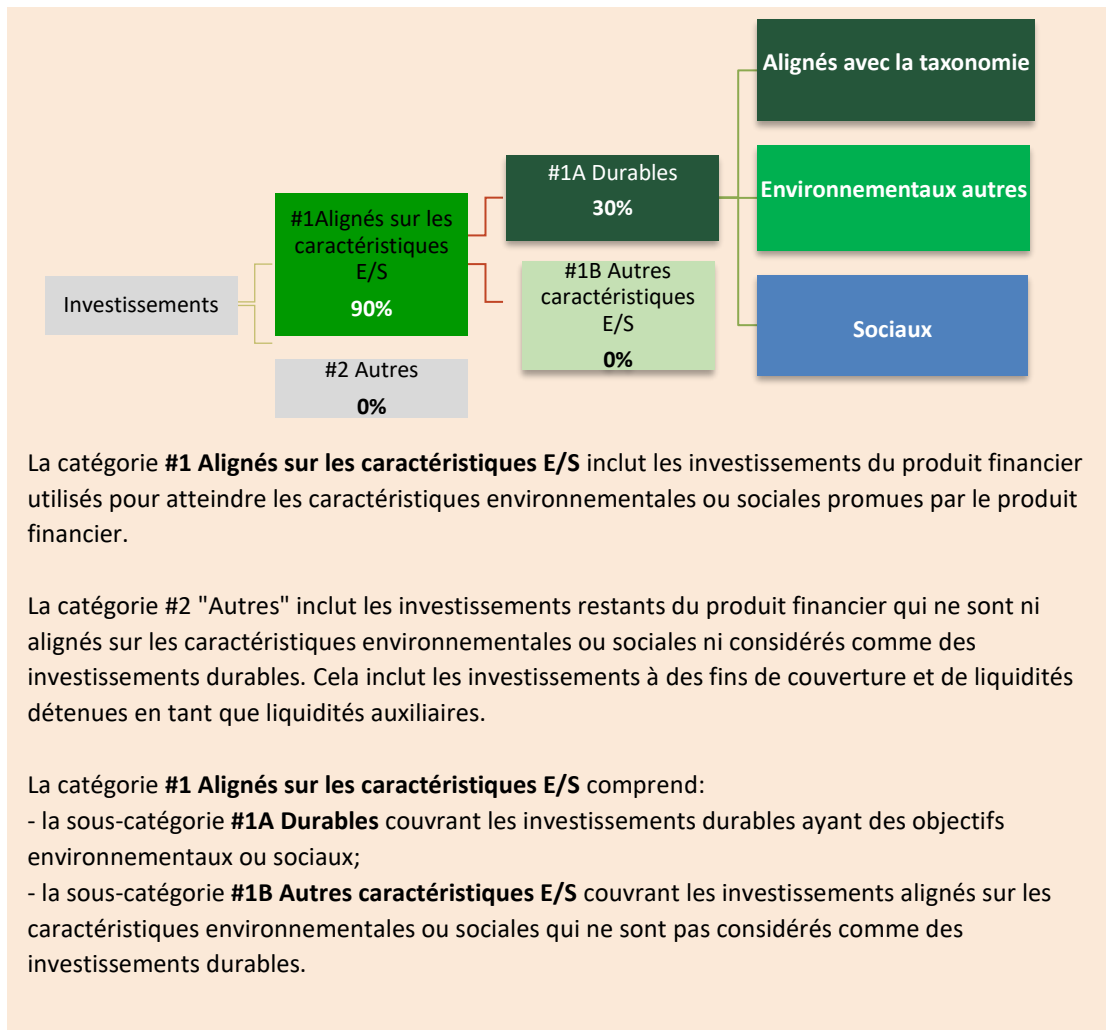 Investissements
#1Alignés sur les
caractéristiques
E/S
90%
#2 Autres
0%
#1A Durables
30%
#1B Autres
caractéristiques
E/S
0%
Alignés avec la taxonomie
Environnementaux autres
Sociaux
La catégorie #1 Alignés sur les caractéristiques E/S inclut les investissements du produit financier
utilisés pour atteindre les caractéristiques environnementales ou sociales promues par le produit
financier.
La catégorie #2 "Autres" inclut les investissements restants du produit financier qui ne sont ni
alignés sur les caractéristiques environnementales ou sociales ni considérés comme des
investissements durables. Cela inclut les investissements à des fins de couverture et de liquidités
détenues en tant que liquidités auxiliaires.
La catégorie #1 Alignés sur les caractéristiques E/S comprend:
- la sous-catégorie #1A Durables couvrant les investissements durables ayant des objectifs
environnementaux ou sociaux;
- la sous-catégorie #1B Autres caractéristiques E/S couvrant les investissements alignés sur les
caractéristiques environnementales ou sociales qui ne sont pas considérés comme des
investissements durables.